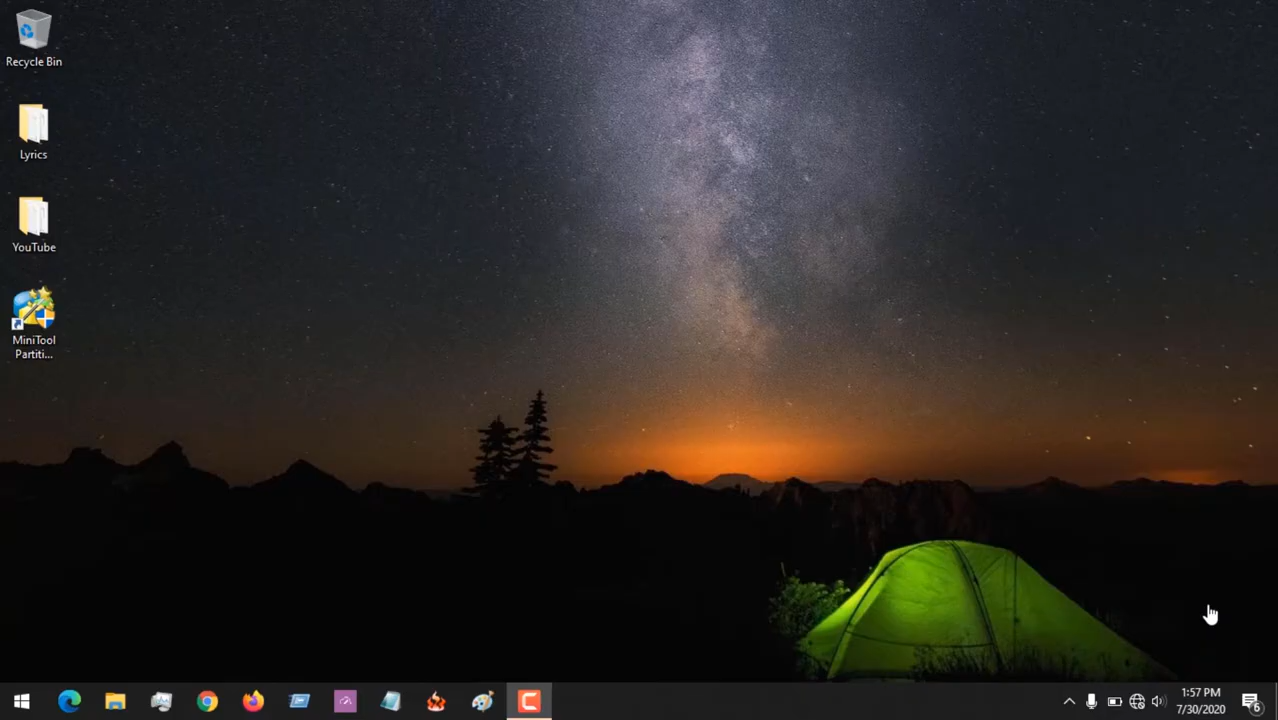 Recycle Bin
Lyrics
YouTube
MiniTool
Partiti...
1:57 PM
7/30/2020
6